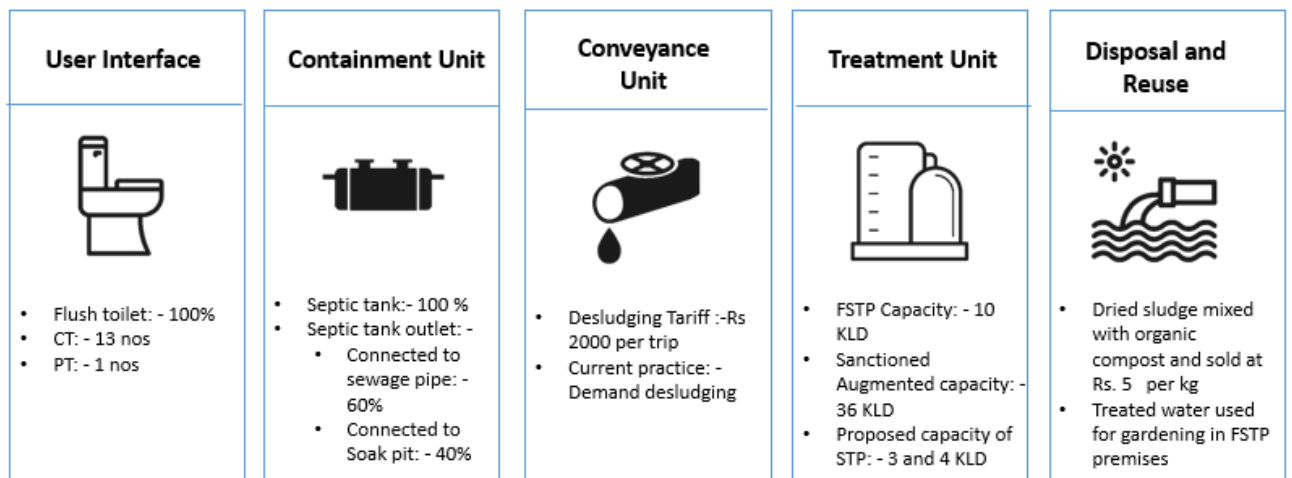 User Interface
• Flush toilet: - 100%
• CT: - 13 nos
• PT: - 1 nos
Containment Unit
• Septic tank:- 100 %
• Septic tank outlet: -
• Connected to
sewage pipe: -
60%
• Connected to
Soak pit: - 40%
Conveyance
Unit
• Desludging Tariff :-Rs
2000 per trip
• Current practice: -
Demand desludging
Treatment Unit
• FSTP Capacity: - 10
KLD
• Sanctioned
Augmented capacity: -
36 KLD
• Proposed capacity of
STP: - 3 and 4 KLD
Disposal and
Reuse
• Dried sludge mixed
with organic
compost and sold at
Rs. 5 per kg
• Treated water used
for gardening in FSTP
premises